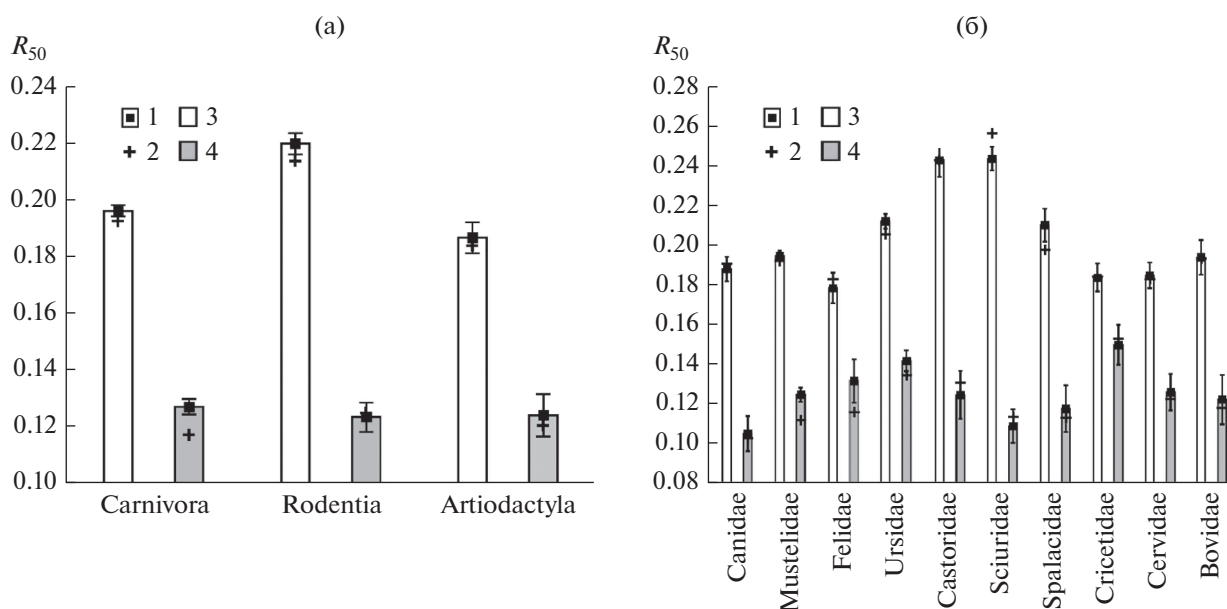 (а)
R50
0.24
0.22
0.20
0.18
0.16
0.14
0.12
0.10
1 3
2 4
Carnivora Rodentia Artiodactyla
(б)
R50
0.28
0.26
0.24
0.22
0.20
0.18
0.16
0.14
0.12
0.10
0.08
1 3
2 4
Canidae
Mustelidae
Felidae
Ursidae
Castoridae
Sciuridae
Spalacidae
Cricetidae
Cervidae
Bovidae